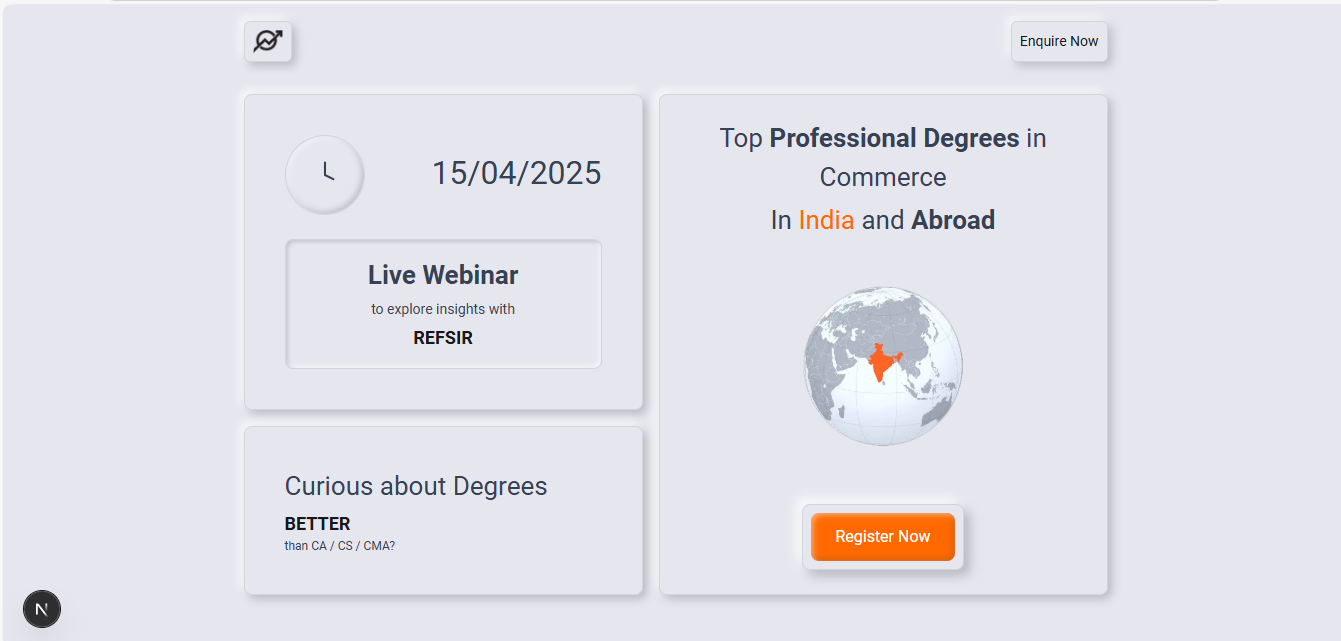 Enquire Now
15/04/2025
Live Webinar
to explore insights with
REFSIR
Curious about Degrees
BETTER
than CA / CS / CMA?
Top Professional Degrees in
Commerce
In India and Abroad
Register Now
N